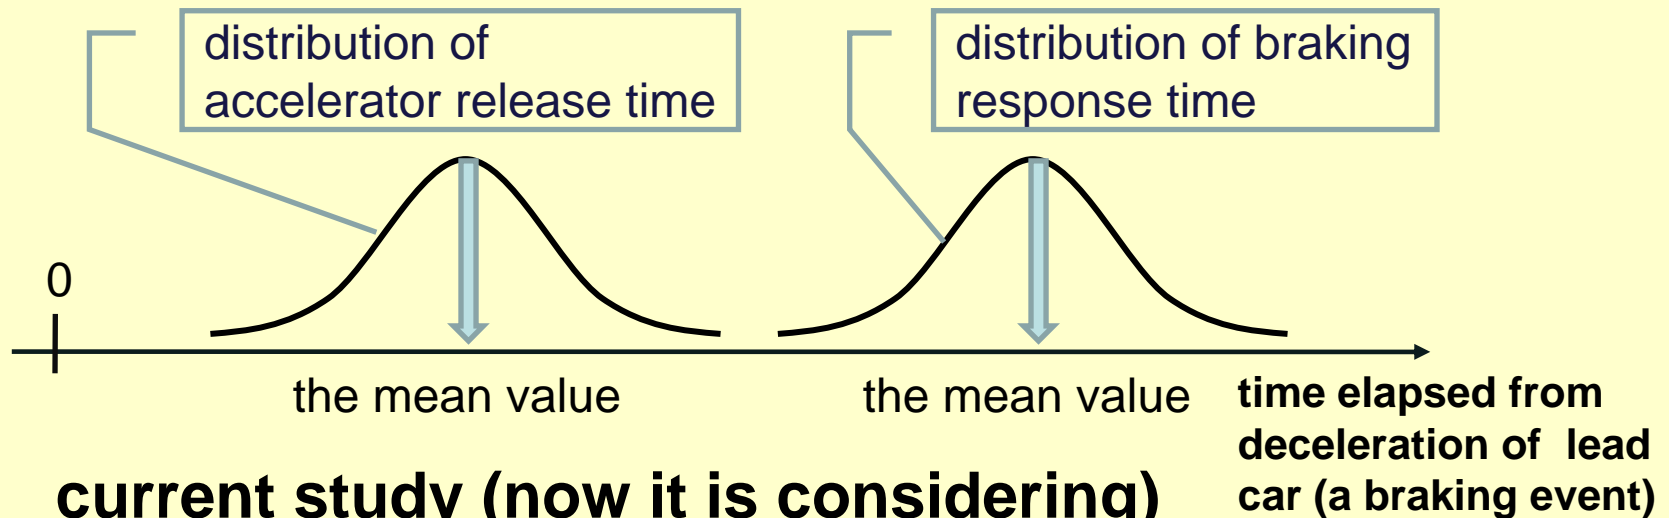 distribution of
accelerator release time
distribution of braking
response time
0
the mean value
the mean value
time elapsed from
deceleration of lead
car (a braking event)
current study (now it is considering)